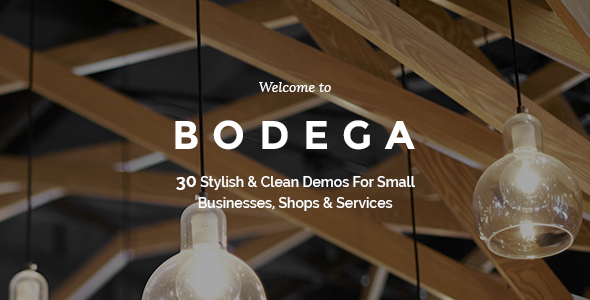 Welcome to
BODEGA
30 Stylish & Clean Demos For Small
Businesses, Shops & Services